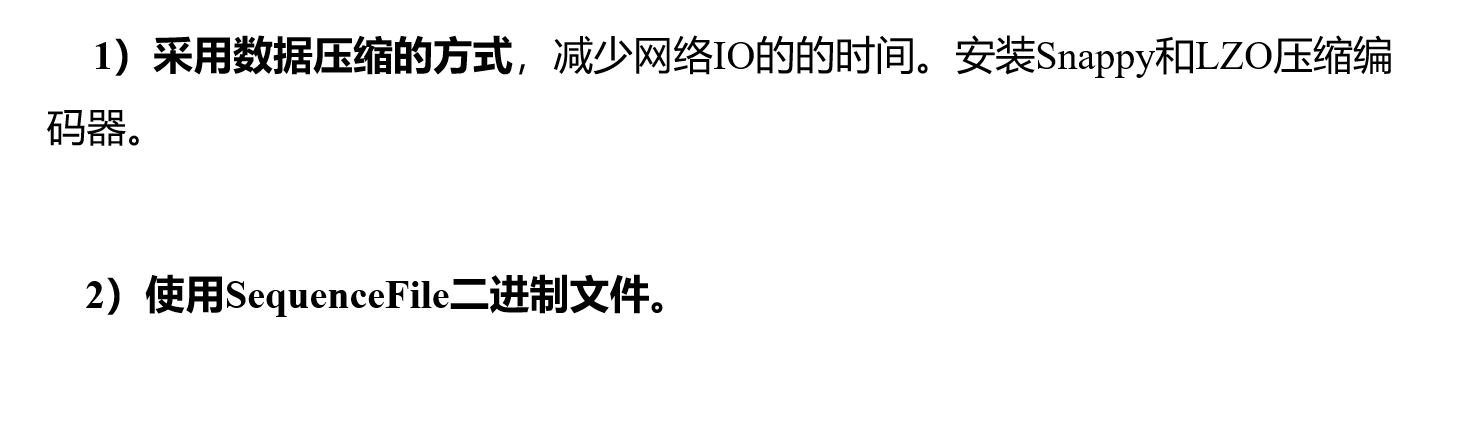 1）采用数据压缩的方式，减少网络IO的的时间。安装Snappy和LZO压缩编
码器。
2）使用SequenceFile二进制文件。